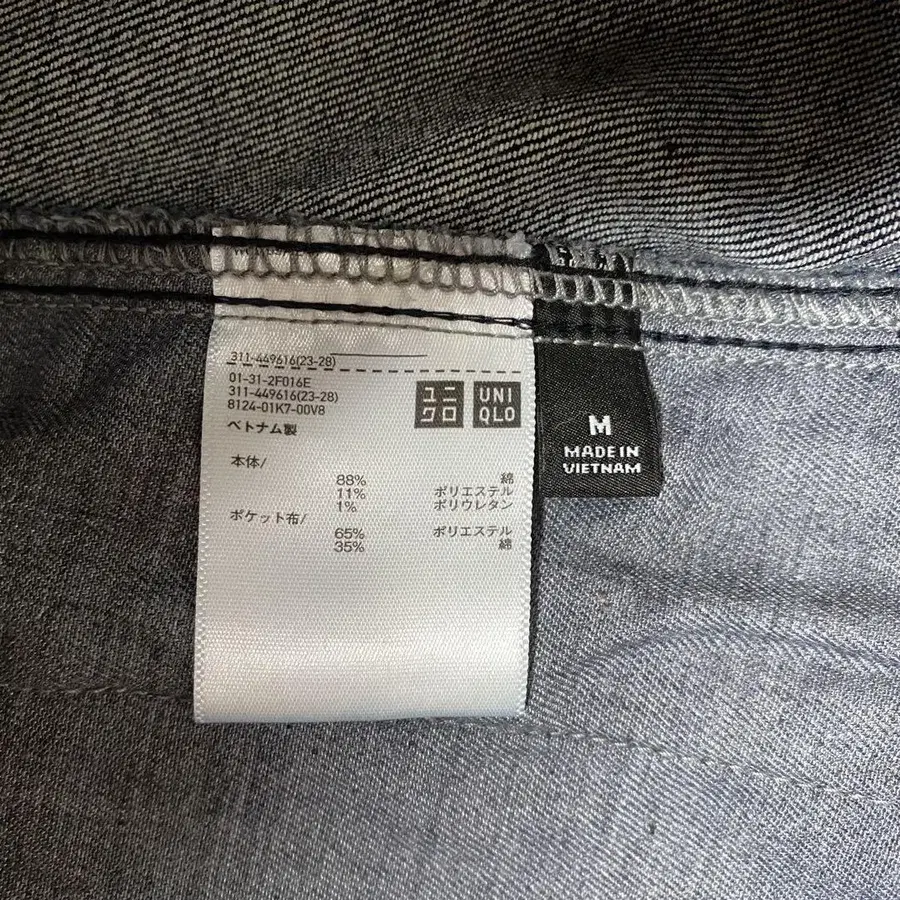 311-449616(23-28)
01-31-2F016E
311-449616(23-28)
8124-01K7-00V8
ベトナム製
ユニ
クロ
UNI
QLO
本体/
88% 綿
11% ポリエステル
1% ポリウレタン
ポケット布/
65% ポリエステル
35% 綿
M
MADE IN
VIETNAM